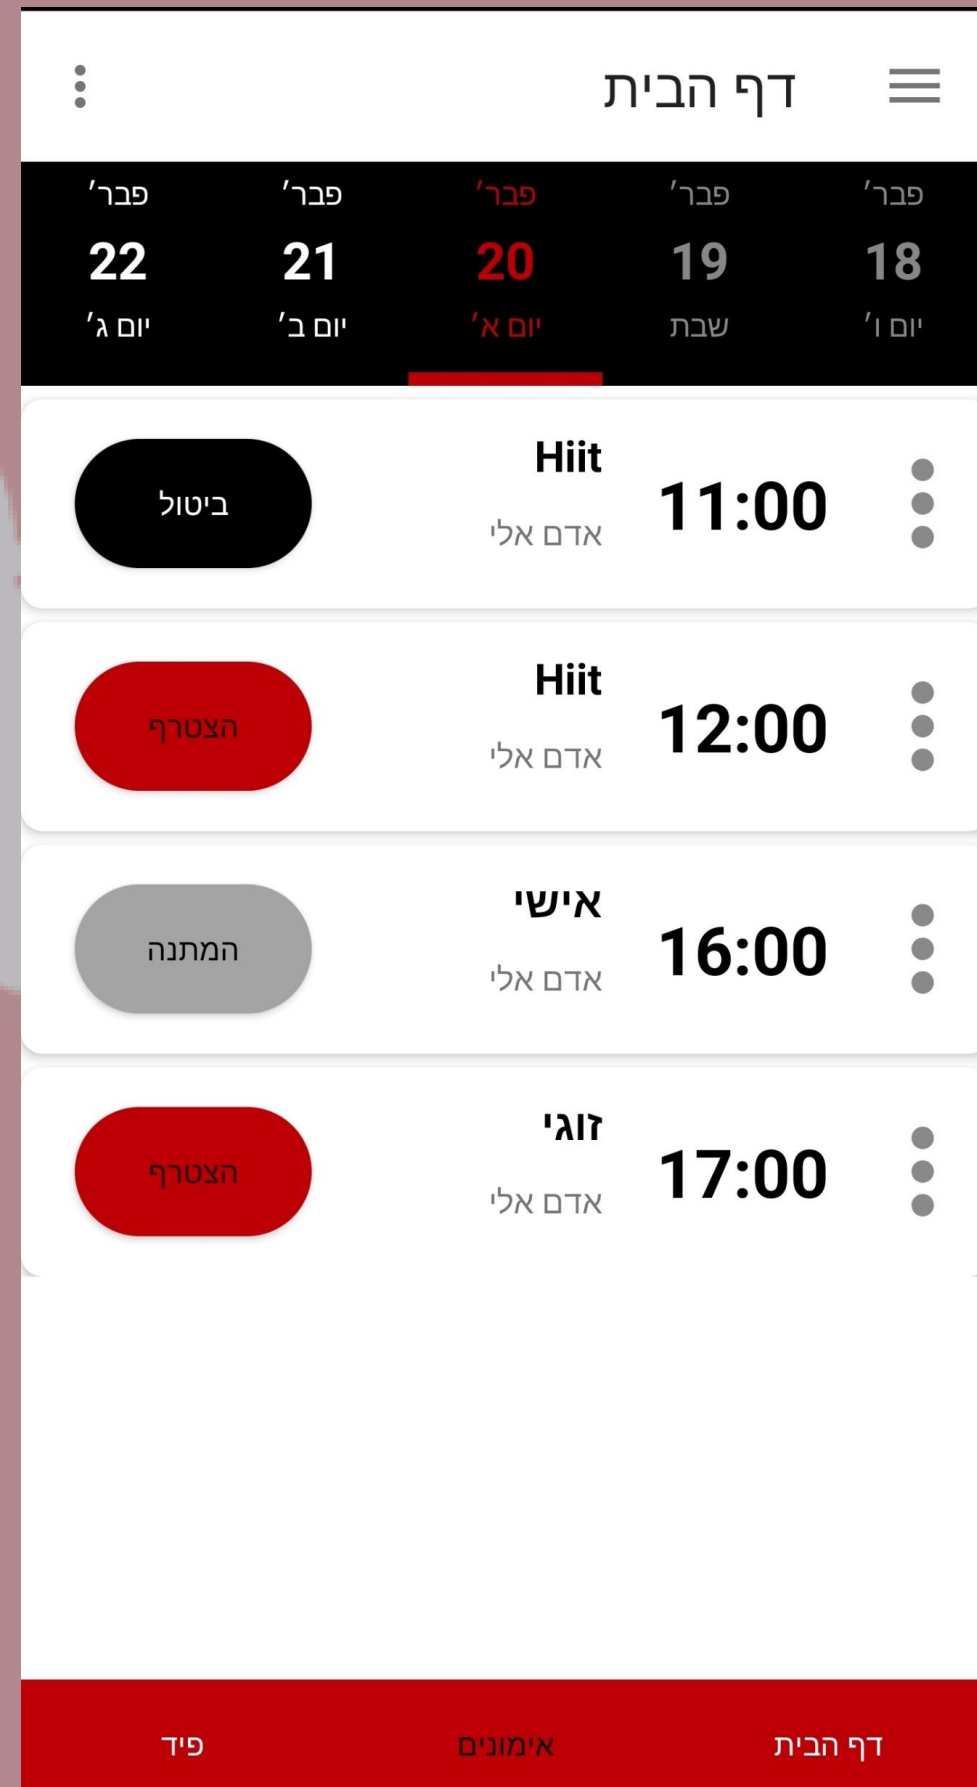 דף הבית
פבר׳ פבר׳ פבר׳ פבר׳ פבר׳
18 19 20 21 22
יום ו׳ שבת יום א׳ יום ב׳ יום ג׳
11:00 Hiit ביטול
אדם אלי
12:00 Hiit הצטרף
אדם אלי
16:00 אישי המתנה
אדם אלי
17:00 זוגי הצטרף
אדם אלי
דף הבית אימונים פיד